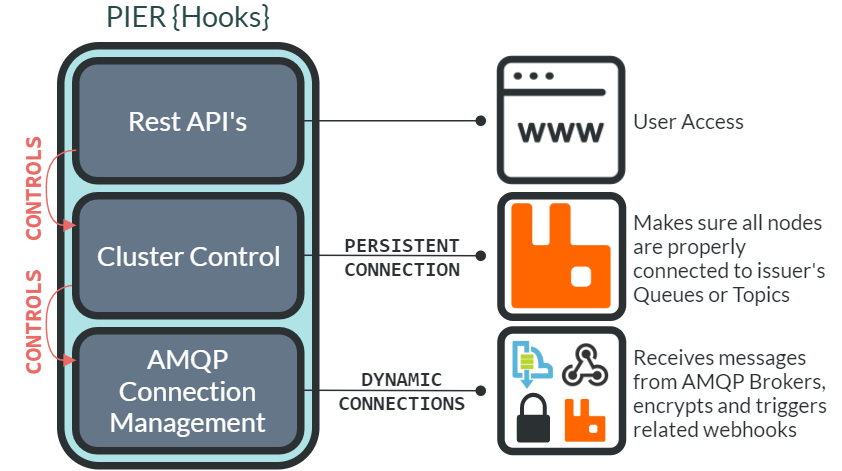 PIER {Hooks}
Rest API's
WWW
User Access
CONTROLS
Cluster Control
PERSISTENT
CONNECTION
Makes sure all nodes
are properly
connected to issuer's
Queues or Topics
CONTROLS
AMQP
Connection
Management
DYNAMIC
CONNECTIONS
Receives messages
from AMQP Brokers,
encrypts and triggers
related webhooks